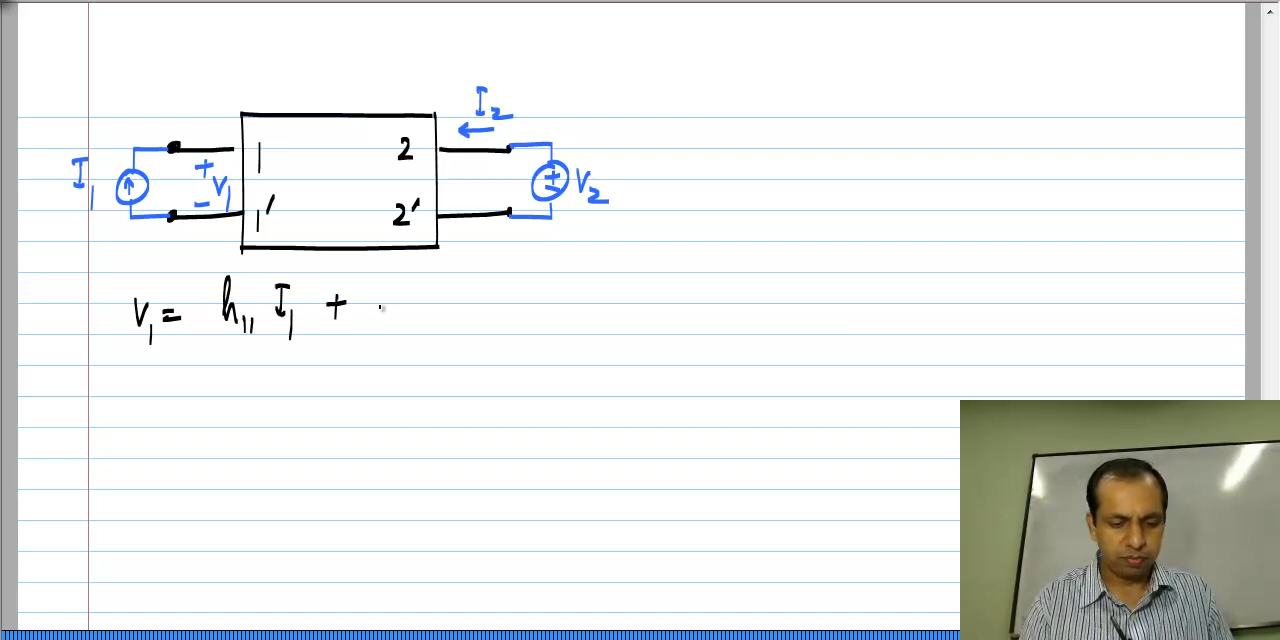 I₂
1 2
I₁ + V₁ − + − V₂
1′ 2′
V₁ = h₁₁ I₁ +